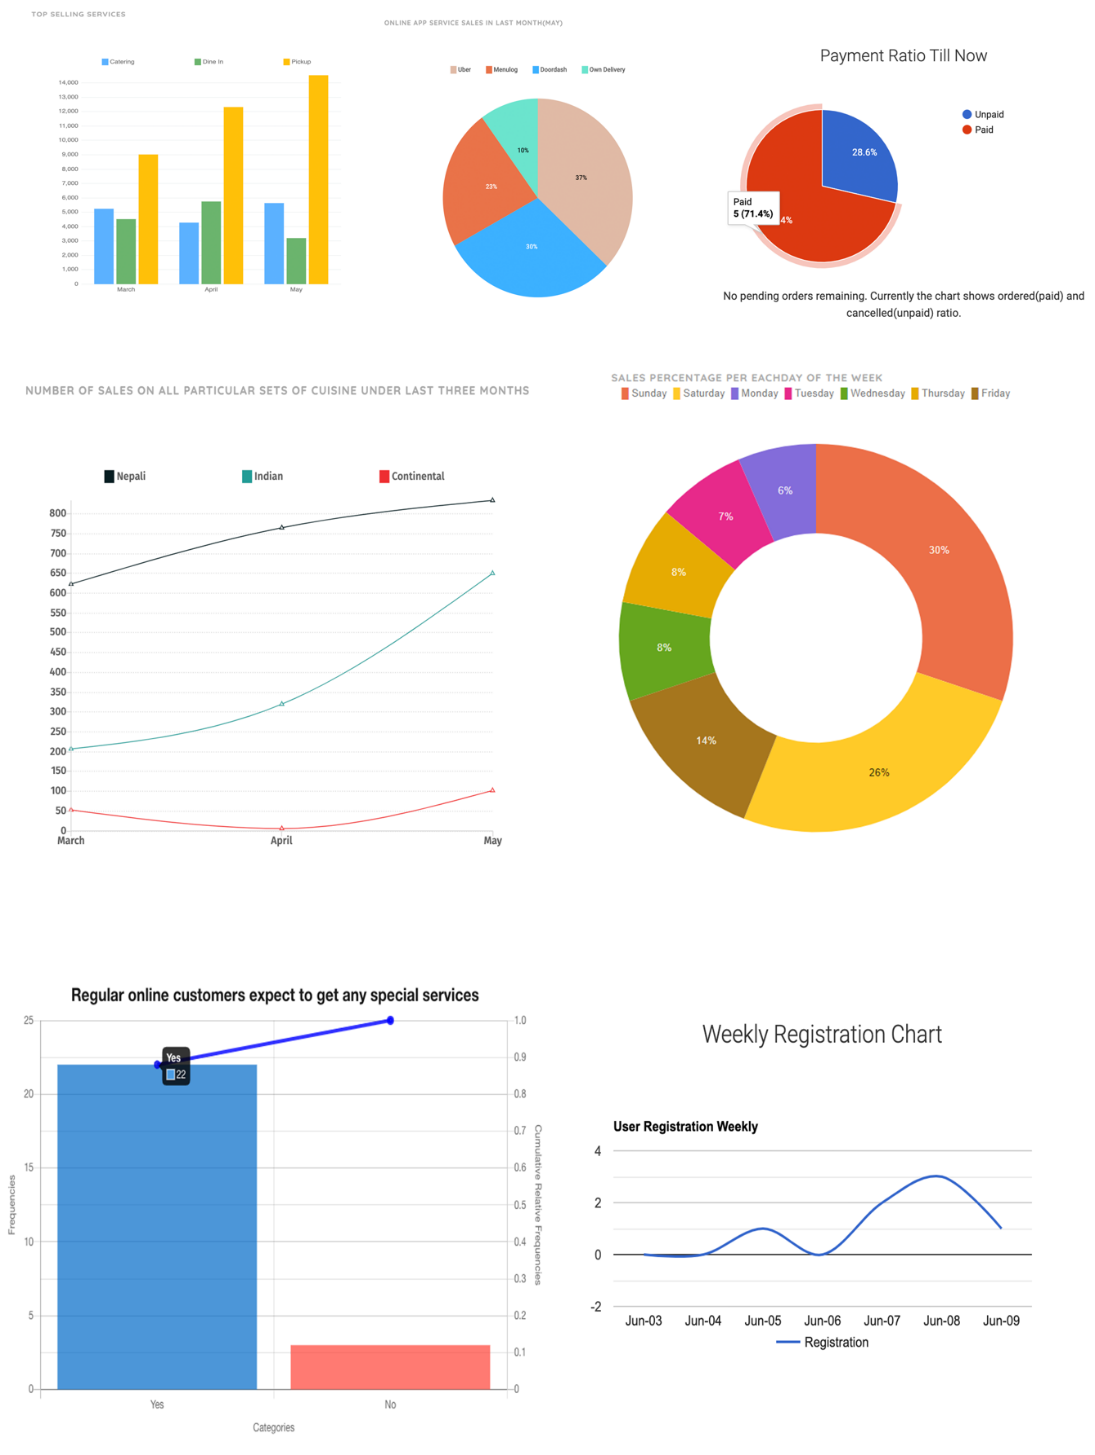 TOP SELLING SERVICES
Catering Dine In Pickup
14,000
13,000
12,000
11,000
10,000
9,000
8,000
7,000
6,000
5,000
4,000
3,000
2,000
1,000
0
March April May
ONLINE APP SERVICE SALES IN LAST MONTH(MAY)
Uber Menulog Doordash Own Delivery
10%
37%
23%
30%
Payment Ratio Till Now
Unpaid
Paid
28.6%
Paid
5 (71.4%)
4%
No pending orders remaining. Currently the chart shows ordered(paid) and
cancelled(unpaid) ratio.
NUMBER OF SALES ON ALL PARTICULAR SETS OF CUISINE UNDER LAST THREE MONTHS
Nepali Indian Continental
800
750
700
650
600
550
500
450
400
350
300
250
200
150
100
50
0
March April May
SALES PERCENTAGE PER EACHDAY OF THE WEEK
Sunday Saturday Monday Tuesday Wednesday Thursday Friday
6%
7%
30%
8%
8%
14%
26%
Regular online customers expect to get any special services
25
20
15
10
5
0
Frequencies
Yes
22
1.0
0.9
0.8
0.7
0.6
0.5
0.4
0.3
0.2
0.1
0
Cumulative Relative Frequencies
Yes No
Categories
Weekly Registration Chart
User Registration Weekly
4
2
0
-2
Jun-03 Jun-04 Jun-05 Jun-06 Jun-07 Jun-08 Jun-09
Registration